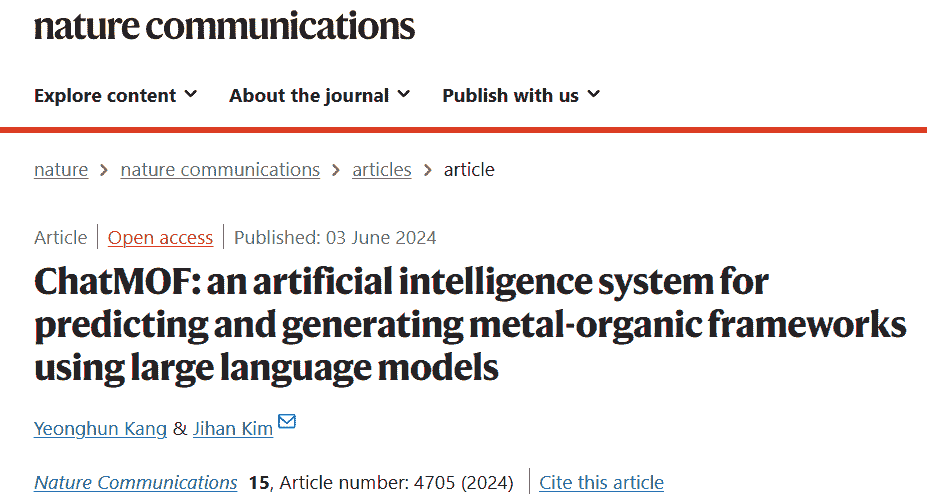 nature communications
Explore content About the journal Publish with us
nature > nature communications > articles > article
Article | Open access | Published: 03 June 2024
ChatMOF: an artificial intelligence system for
predicting and generating metal-organic frameworks
using large language models
Yeonghun Kang & Jihan Kim
Nature Communications 15, Article number: 4705 (2024) | Cite this article